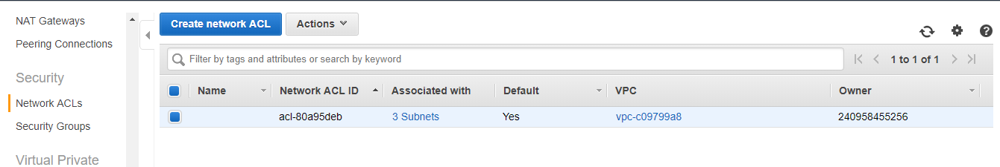 NAT Gateways
Peering Connections
Security
Network ACLs
Security Groups
Virtual Private
Create network ACL Actions
Filter by tags and attributes or search by keyword
1 to 1 of 1
Name Network ACL ID Associated with Default VPC Owner
acl-80a95deb 3 Subnets Yes vpc-c09799a8 240958455256